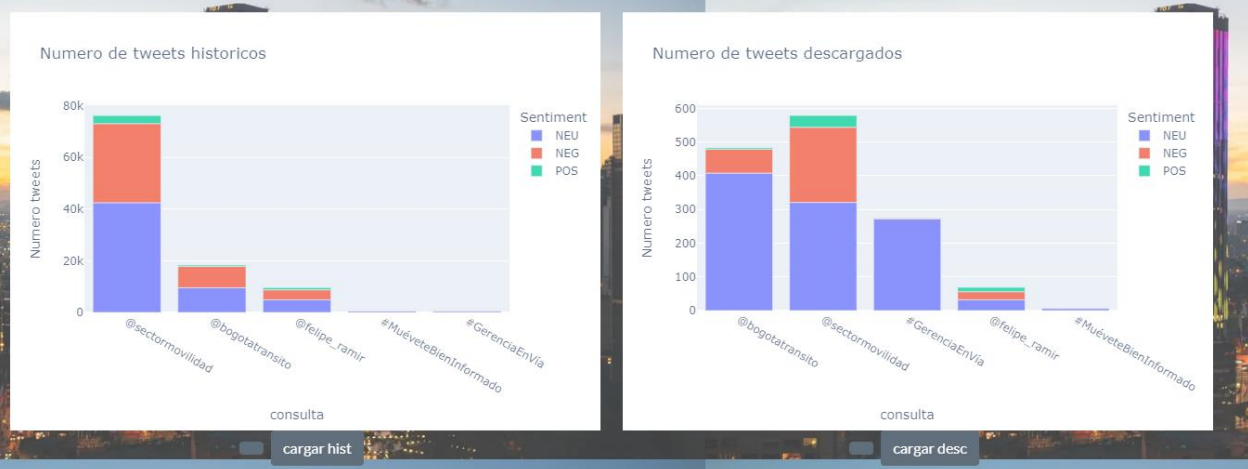 Numero de tweets historicos
80k
60k
40k
20k
0
Numero tweets
Sentiment
NEU
NEG
POS
@sectormovilidad
@bogotatransito
@felipe_ramir
#MuéveteBienInformado
#GerenciaEnVía
consulta
cargar hist
Numero de tweets descargados
600
500
400
300
200
100
0
Numero tweets
Sentiment
NEU
NEG
POS
@bogotatransito
@sectormovilidad
#GerenciaEnVía
@felipe_ramir
#MuéveteBienInformado
consulta
cargar desc